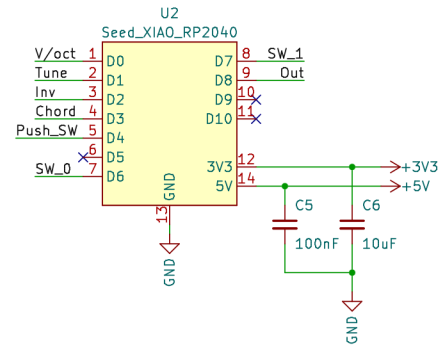 U2
Seed_XIAO_RP2040
V/oct 1 D0 D7 8 SW_1
Tune 2 D1 D8 9 Out
Inv 3 D2 D9 10
Chord 4 D3 D10 11
Push_SW 5 D4
6 D5
SW_0 7 D6
3V3 12 +3V3
5V 14 +5V
GND
13
C5 C6
100nF 10uF
GND
GND